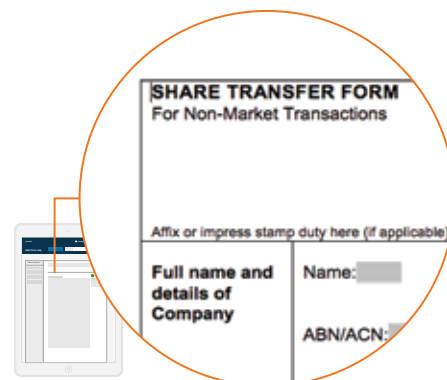 SHARE TRANSFER FORM
For Non-Market Transactions
Affix or impress stamp duty here (if applicable)
Full name and
details of
Company
Name:
ABN/ACN: